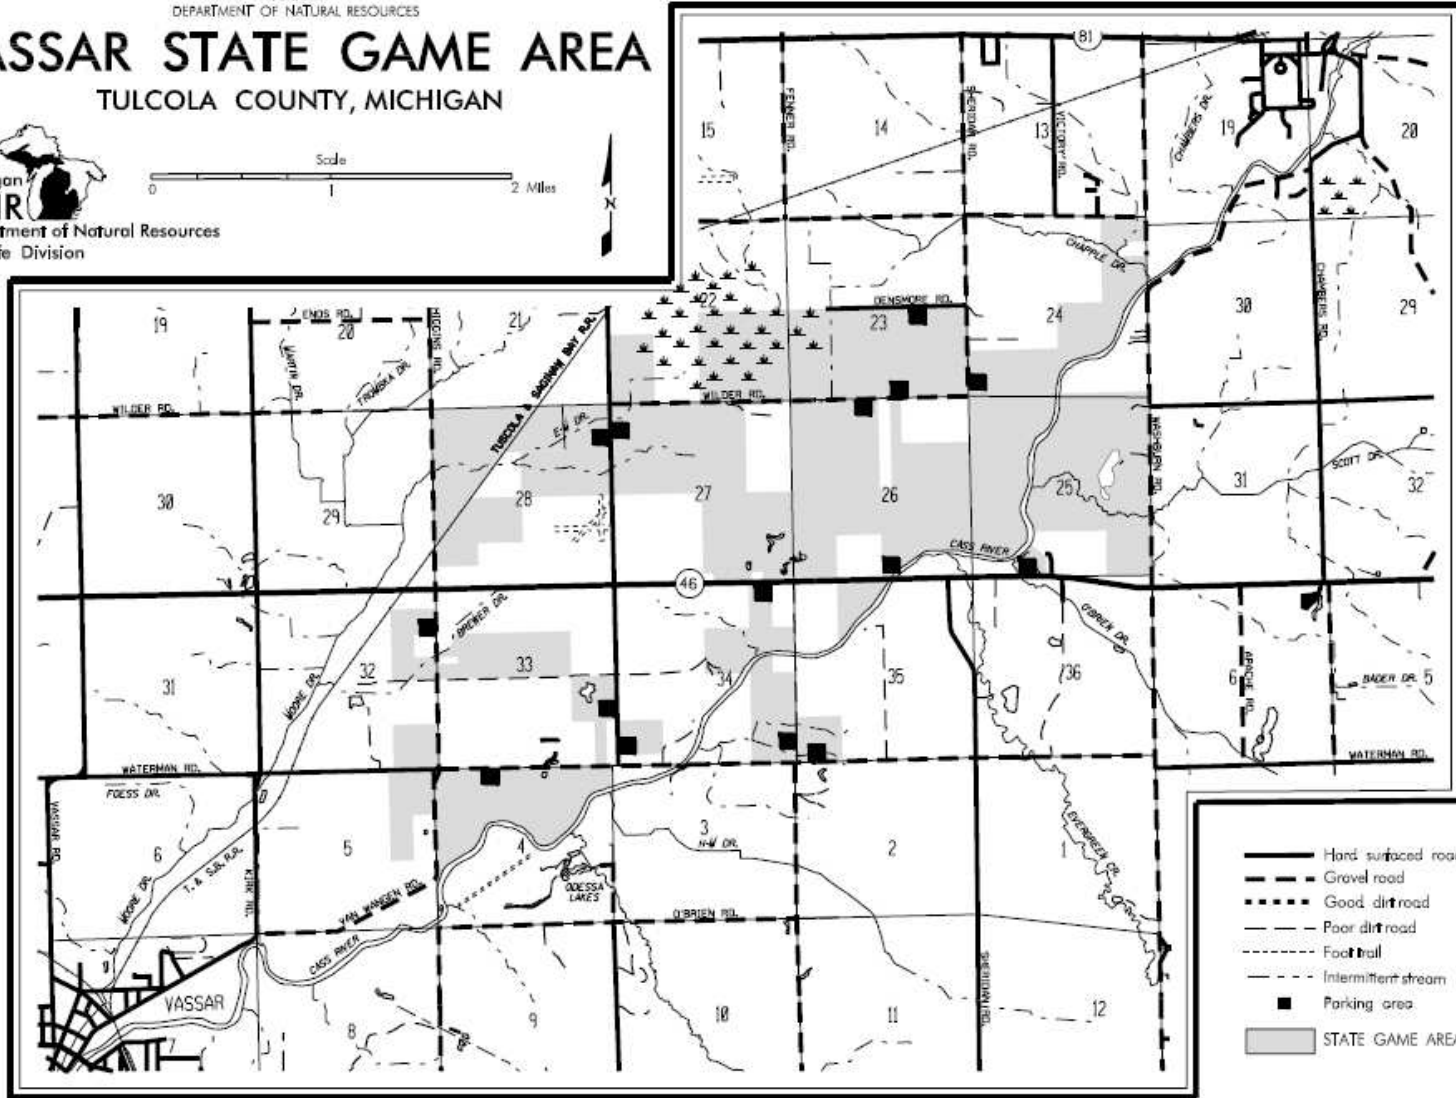 DEPARTMENT OF NATURAL RESOURCES
ASSAR STATE GAME AREA
TULCOLA COUNTY, MICHIGAN
gan
NR
tment of Natural Resources
fe Division
Scale
0 1 2 Miles
N
81
15
FENNER RD.
14
SHERIDAN RD.
13
VICTORY RD.
CHAMBERS DR.
19
20
CHAPPLE DR.
22
DENSMORE RD.
23
24
30
CHAMBERS RD.
29
19
ENOS RD.
20
HIGGINS RD.
21
TUSCOLA & SAGINAW BAY R.R.
MARTIN DR.
TROMBKA DR.
WILDER RD.
WILDER RD.
E-W DR.
WASHBURN RD.
30
29
28
27
26
25
31
SCOTT DR.
32
CASS RIVER
46
BREWER DR.
O'BRIEN DR.
31
MOORE DR.
32
33
34
35
36
6
APACHE RD.
BADER DR.
5
WATERMAN RD.
WATERMAN RD.
FOESS DR.
VASSAR RD.
6
MOORE DR.
T. & S.B. R.R.
KIRK RD.
5
4
3
H-W DR.
2
1
EVERGREEN CR.
VAN WANGEN RD.
ODESSA
LAKES
O'BRIEN RD.
CASS RIVER
SHERIDAN RD.
VASSAR
7
8
9
10
11
12
Hard surfaced roa
Gravel road
Good dirt road
Poor dirt road
Foot trail
Intermittent stream
Parking area
STATE GAME AREA